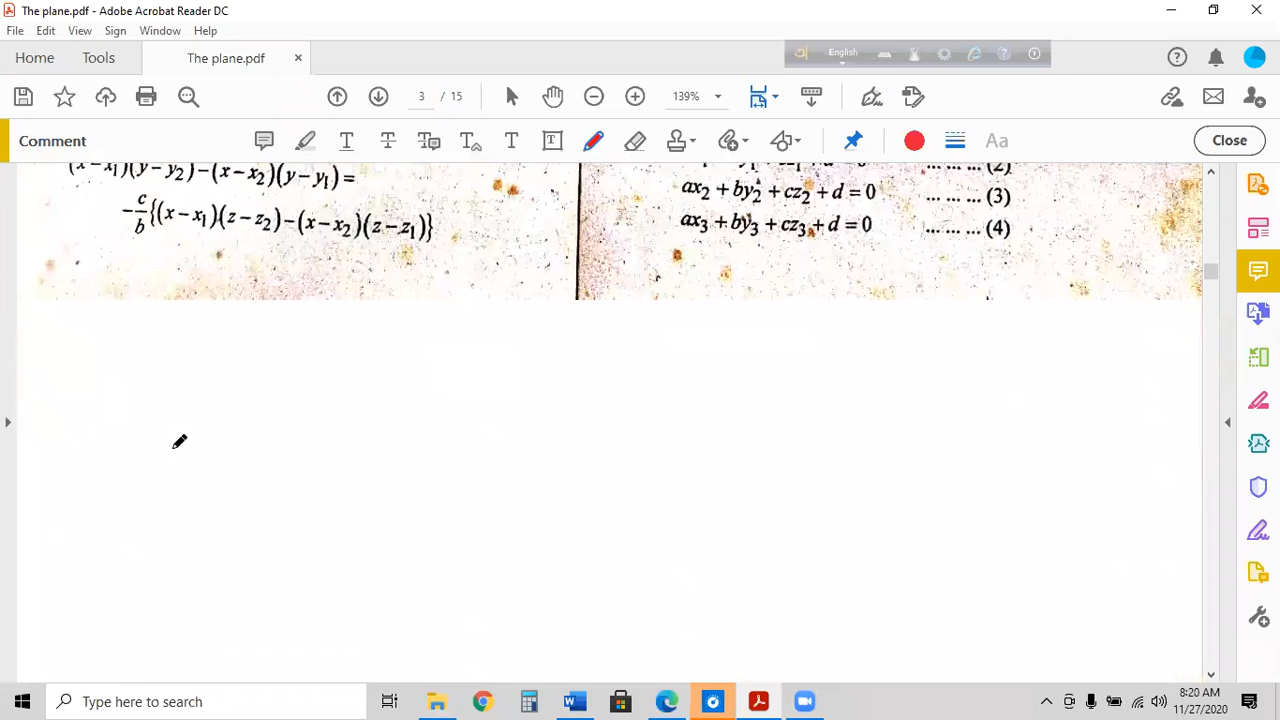 The plane.pdf - Adobe Acrobat Reader DC
File Edit View Sign Window Help
Home Tools The plane.pdf
English
3 / 15
139%
Comment
Close
(x - x₁)(y - y₂) - (x - x₂)(y - y₁) =
- c/b {(x - x₁)(z - z₂) - (x - x₂)(z - z₁)}
... ... ... (2)
ax₂ + by₂ + cz₂ + d = 0 ... ... ... (3)
ax₃ + by₃ + cz₃ + d = 0 ... ... ... (4)
Type here to search
8:20 AM
11/27/2020